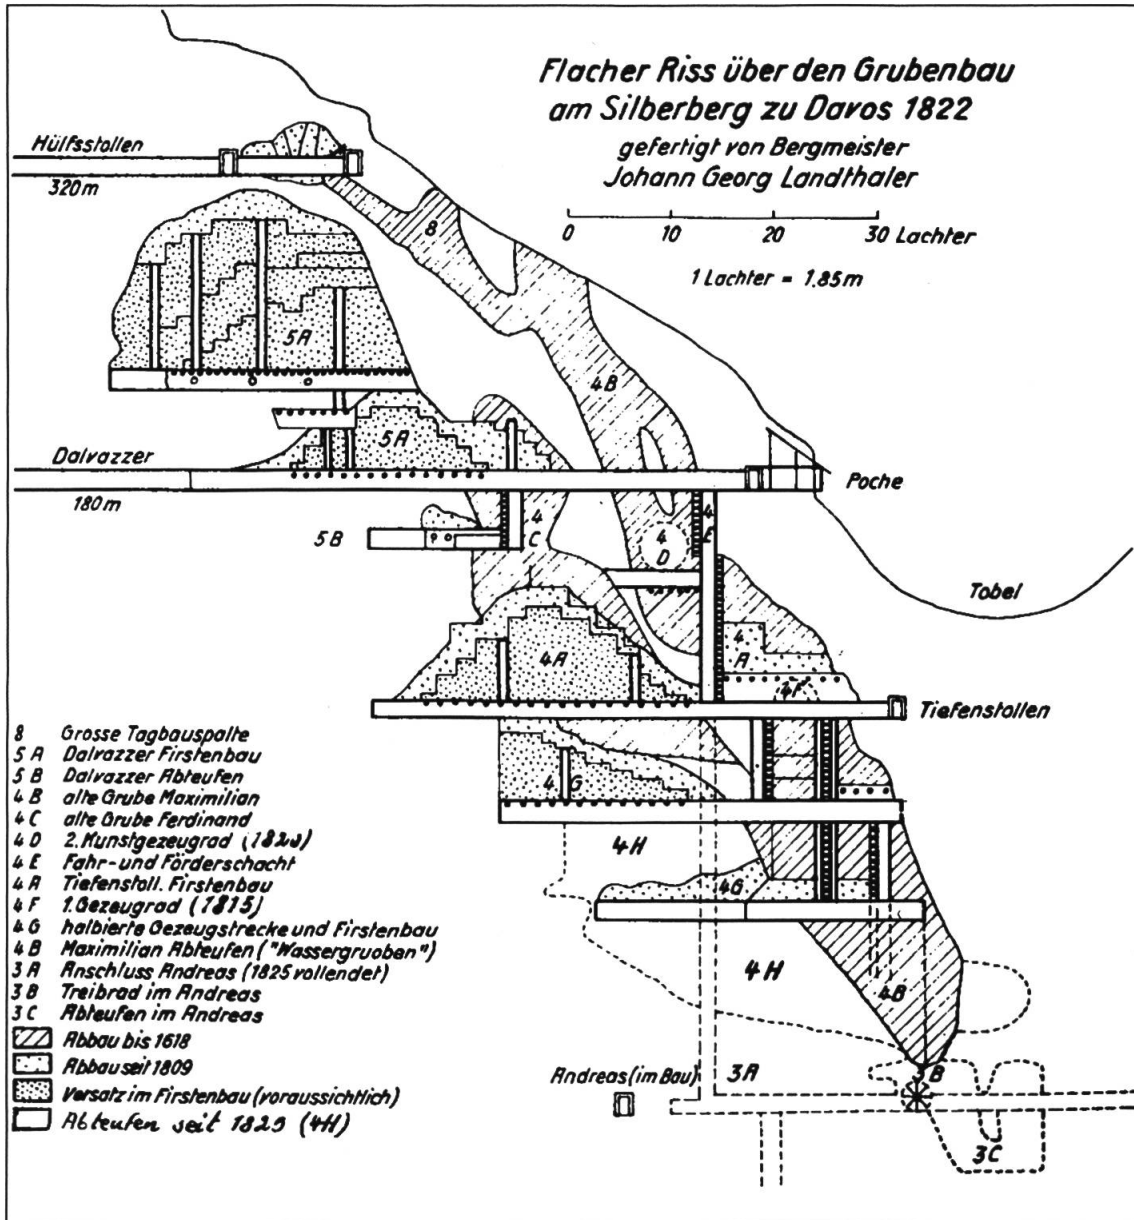 Flacher Riss über den Grubenbau
am Silberberg zu Davos 1822
gefertigt von Bergmeister
Johann Georg Landthaler
0 10 20 30 Lachter
1 Lachter = 1.85m
Hülfsstollen
320m
8
5A
4B
5A
Dalvazzer
180m
Poche
5B
4
C
4
D
4
E
Tobel
4
A
4A
4F
Tiefenstollen
4G
4H
4G
4H
4B
Andreas (im Bau)
3A
3B
3C
8 Grosse Tagbauspalte
5A Dalvazzer Firstenbau
5B Dalvazzer Abteufen
4B alte Grube Maximilian
4C alte Grube Ferdinand
4D 2. Kunstgezeugrad
4E Fahr- und Förderschacht
4A Tiefenstoll. Firstenbau
4F 1. Gezeugrad (1815)
4G halbierte Gezeugstrecke und Firstenbau
4B Maximilian Abteufen ("Wassergruoben")
3A Anschluss Andreas (1825 vollendet)
3B Treibrad im Andreas
3C Abteufen im Andreas
Abbau bis 1618
Abbau seit 1809
Versatz im Firstenbau (voraussichtlich)
Abteufen seit (4H)